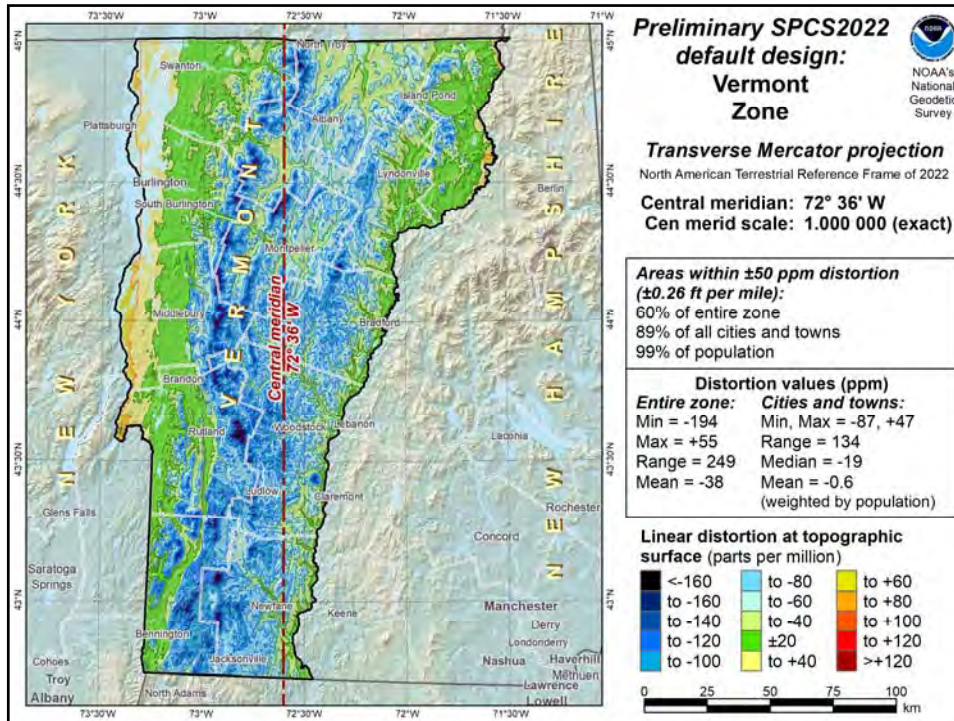 Preliminary SPCS2022
default design:
Vermont
Zone
NOAA's
National
Geodetic
Survey
Transverse Mercator projection
North American Terrestrial Reference Frame of 2022
Central meridian: 72° 36' W
Cen merid scale: 1.000 000 (exact)
Areas within ±50 ppm distortion
(±0.26 ft per mile):
60% of entire zone
89% of all cities and towns
99% of population
Distortion values (ppm)
Entire zone: Cities and towns:
Min = -194 Min, Max = -87, +47
Max = +55 Range = 134
Range = 249 Median = -19
Mean = -38 Mean = -0.6
(weighted by population)
Linear distortion at topographic
surface (parts per million)
<-160 to -80 to +60
to -160 to -60 to +80
to -140 to -40 to +100
to -120 ±20 to +120
to -100 to +40 >+120
0 25 50 75 100
km
73°30'W 73°W 72°30'W 72°W 71°30'W 71°W
45°N 45°N
North Troy
Swanton
Island Pond
Plattsburgh
Albany
44°30'N 44°30'N
Burlington
Lyndonville
Berlin
South Burlington
Montpelier
NEW YORK
VERMONT
NEW HAMPSHIRE
Central meridian
72° 36' W
44°N 44°N
Middlebury
Bradford
Brandon
Rutland
Woodstock
Lebanon
Laconia
43°30'N 43°30'N
Ludlow
Claremont
Glens Falls
Rochester
Concord
Saratoga
Springs
43°N 43°N
Newfane
Keene
Manchester
Derry
Bennington
Londonderry
Jacksonville
Nashua
Haverhill
Methuen
Cohoes
Troy
Albany
North Adams
Lawrence
Lowell
73°30'W 73°W 72°30'W 72°W 71°30'W